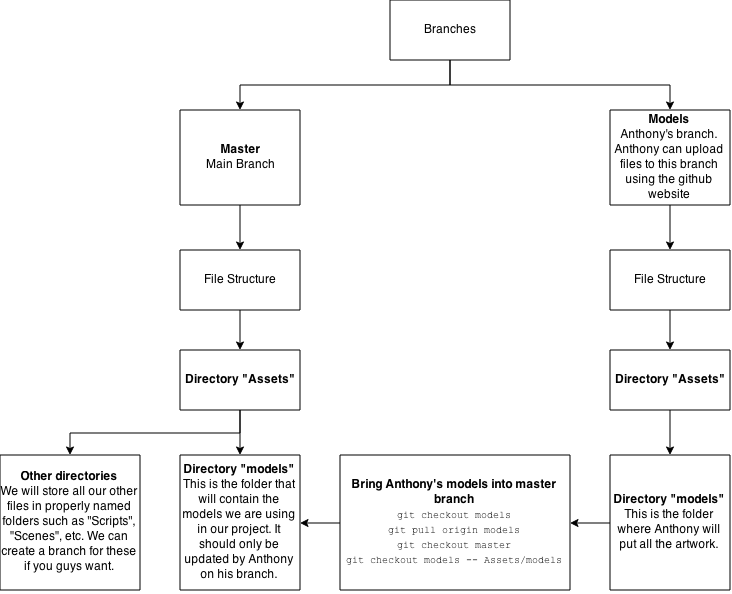 Branches
Master
Main Branch
Models
Anthony's branch.
Anthony can upload
files to this branch
using the github
website
File Structure
File Structure
Directory "Assets"
Directory "Assets"
Other directories
We will store all our other
files in properly named
folders such as "Scripts",
"Scenes", etc. We can
create a branch for these
if you guys want.
Directory "models"
This is the folder that
will contain the
models we are using
in our project. It
should only be
updated by Anthony
on his branch.
Bring Anthony's models into master
branch
git checkout models
git pull origin models
git checkout master
git checkout models -- Assets/models
Directory "models"
This is the folder
where Anthony will
put all the artwork.